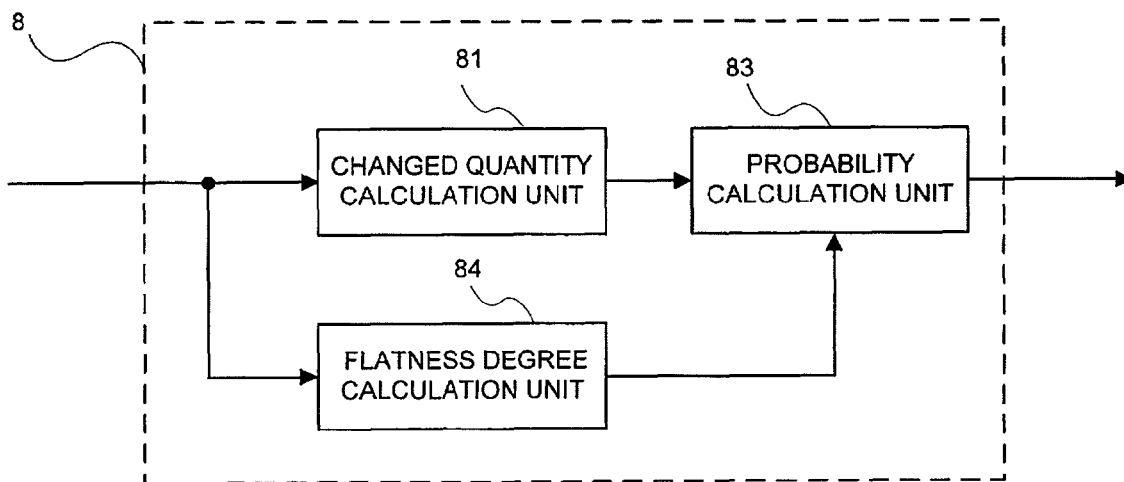 8
81
83
CHANGED QUANTITY
CALCULATION UNIT
PROBABILITY
CALCULATION UNIT
84
FLATNESS DEGREE
CALCULATION UNIT